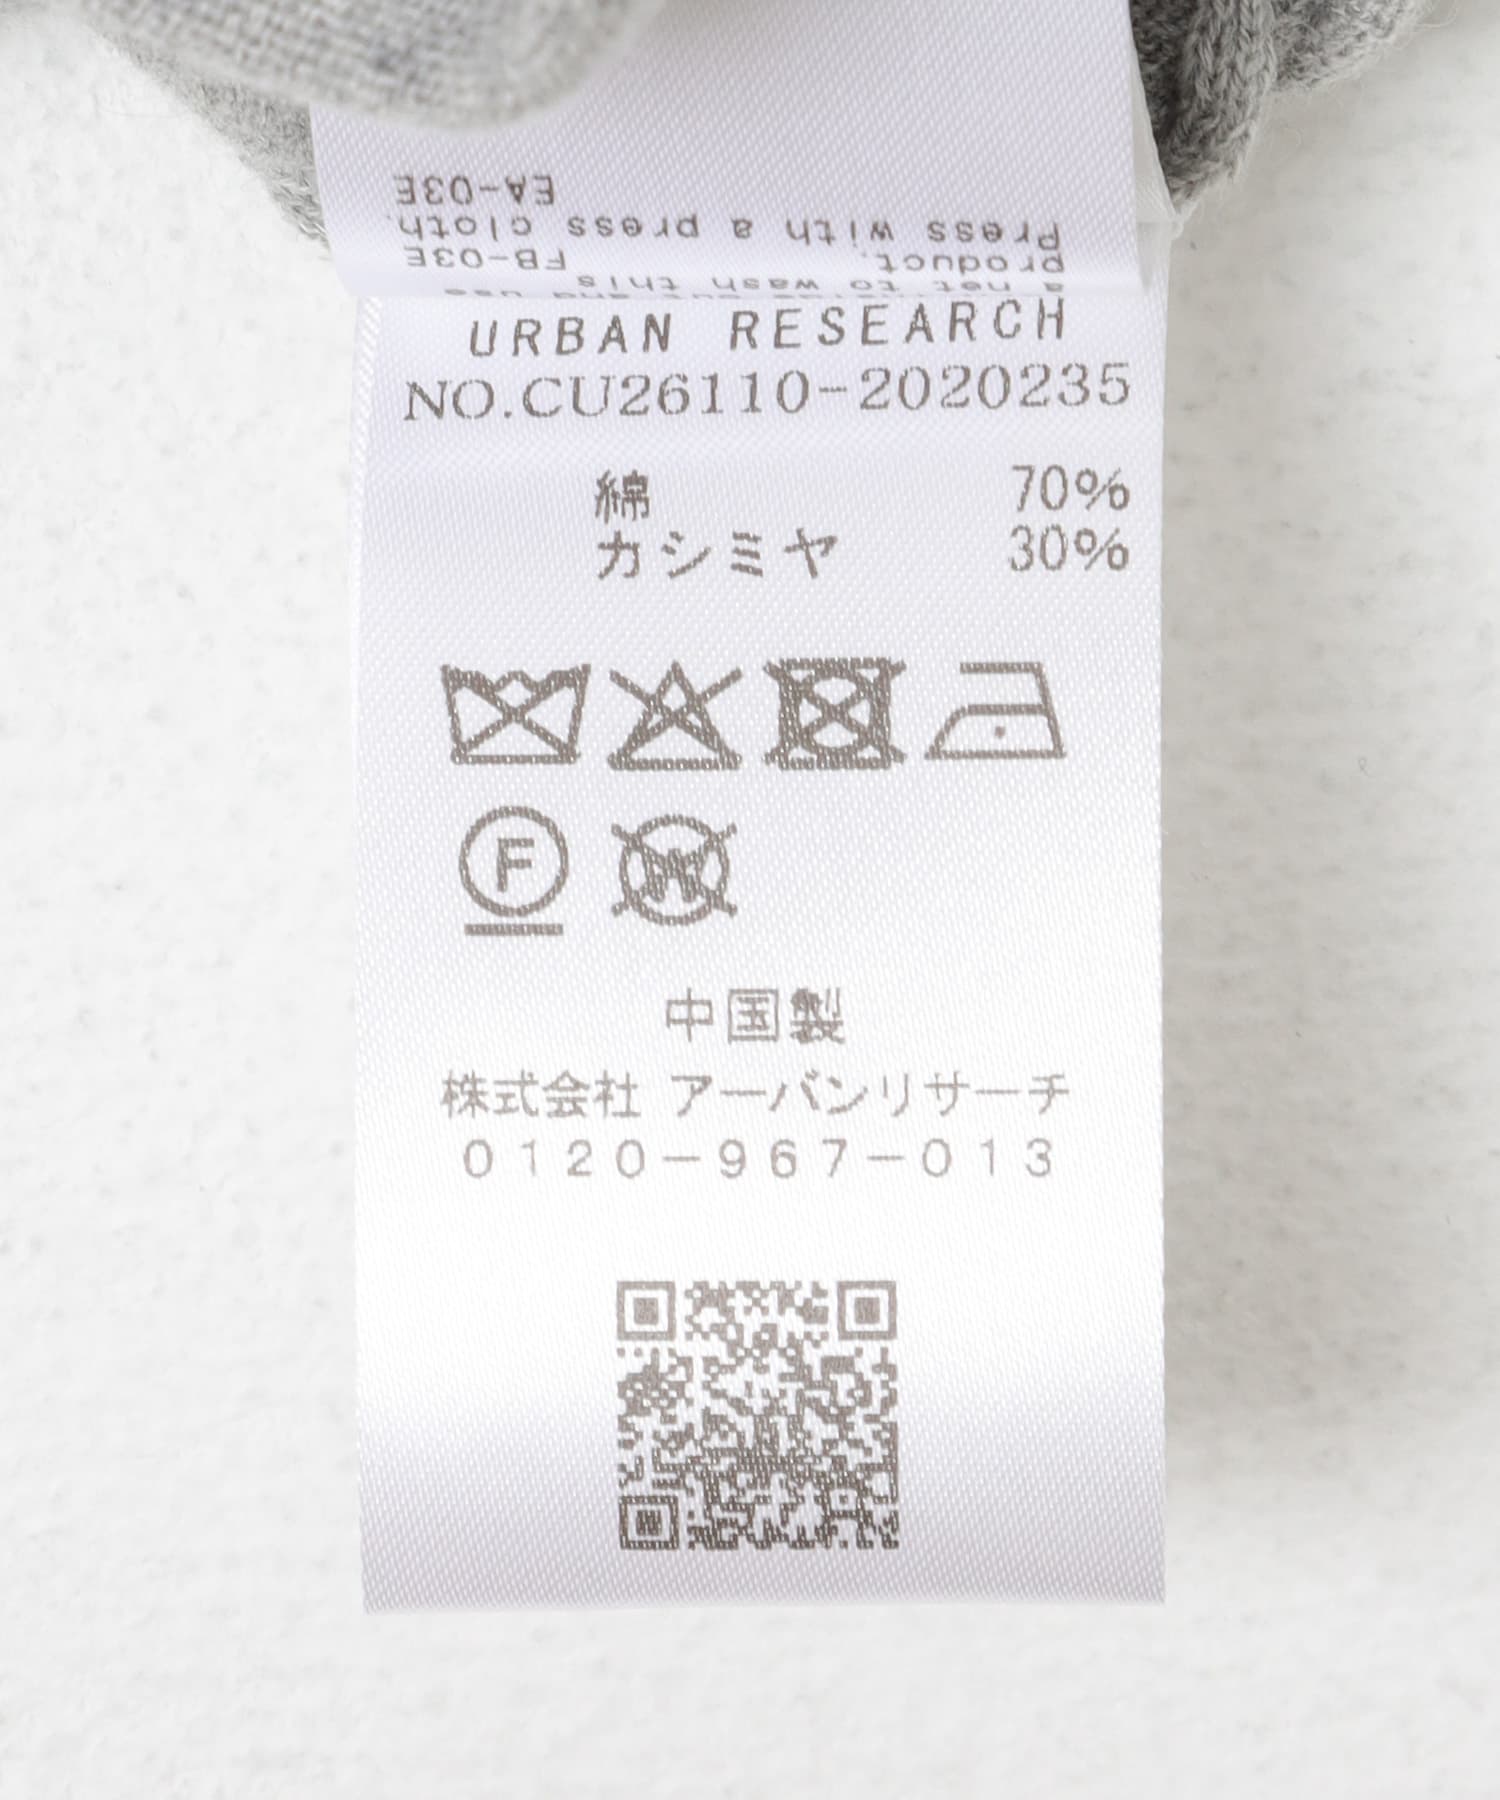 EA-03E
Press with a press cloth.
product. FB-03E
a net to wash this
URBAN RESEARCH
NO.CU26110-2020235
綿 70%
カシミヤ 30%
F
W
中国製
株式会社 アーバンリサーチ
0120-967-013